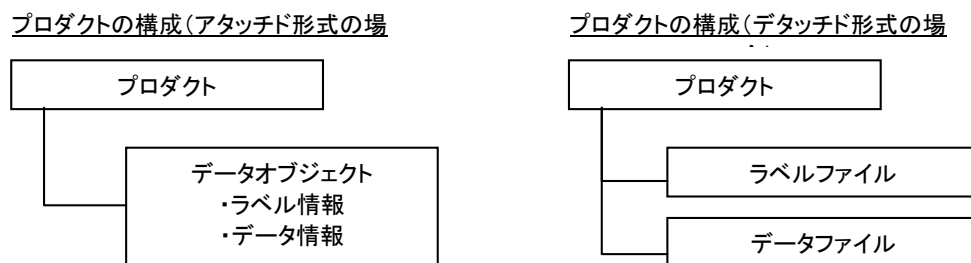 プロダクトの構成(アタッチド形式の場
プロダクト
データオブジェクト
・ラベル情報
・データ情報
プロダクトの構成(デタッチド形式の場
プロダクト
ラベルファイル
データファイル